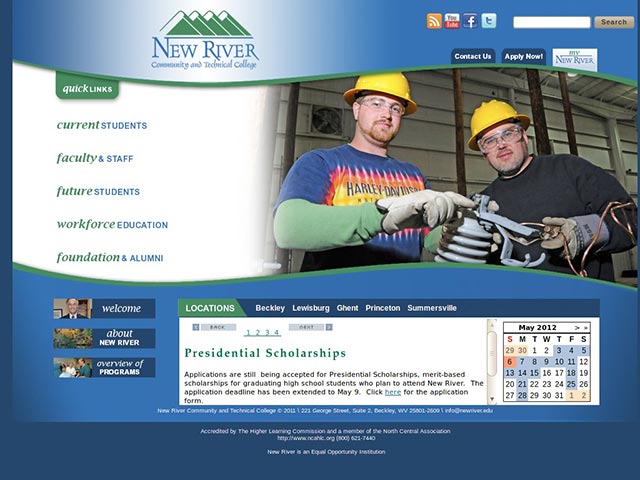 NEW RIVER
Community and Technical College
You Tube
Search
Contact Us
Apply Now!
my
NEW RIVER
quick LINKS
current STUDENTS
faculty & STAFF
future STUDENTS
workforce EDUCATION
foundation & ALUMNI
HARLEY-DAVIDSON
welcome
about
NEW RIVER
overview of
PROGRAMS
LOCATIONS Beckley Lewisburg Ghent Princeton Summersville
< BACK 1 2 3 4 NEXT >
Presidential Scholarships
Applications are still being accepted for Presidential Scholarships, merit-based
scholarships for graduating high school students who plan to attend New River. The
application deadline has been extended to May 9. Click here for the application
form.
May 2012 > »
S M T W T F S
29 30 1 2 3 4 5
6 7 8 9 10 11 12
13 14 15 16 17 18 19
20 21 22 23 24 25 26
27 28 29 30 31 1 2
New River Community and Technical College © 2011 \ 221 George Street, Suite 2, Beckley, WV 25801-2609 \ info@newriver.edu
Accredited by The Higher Learning Commission and a member of the North Central Association
http://www.ncahlc.org (800) 621-7440
New River is an Equal Opportunity Institution